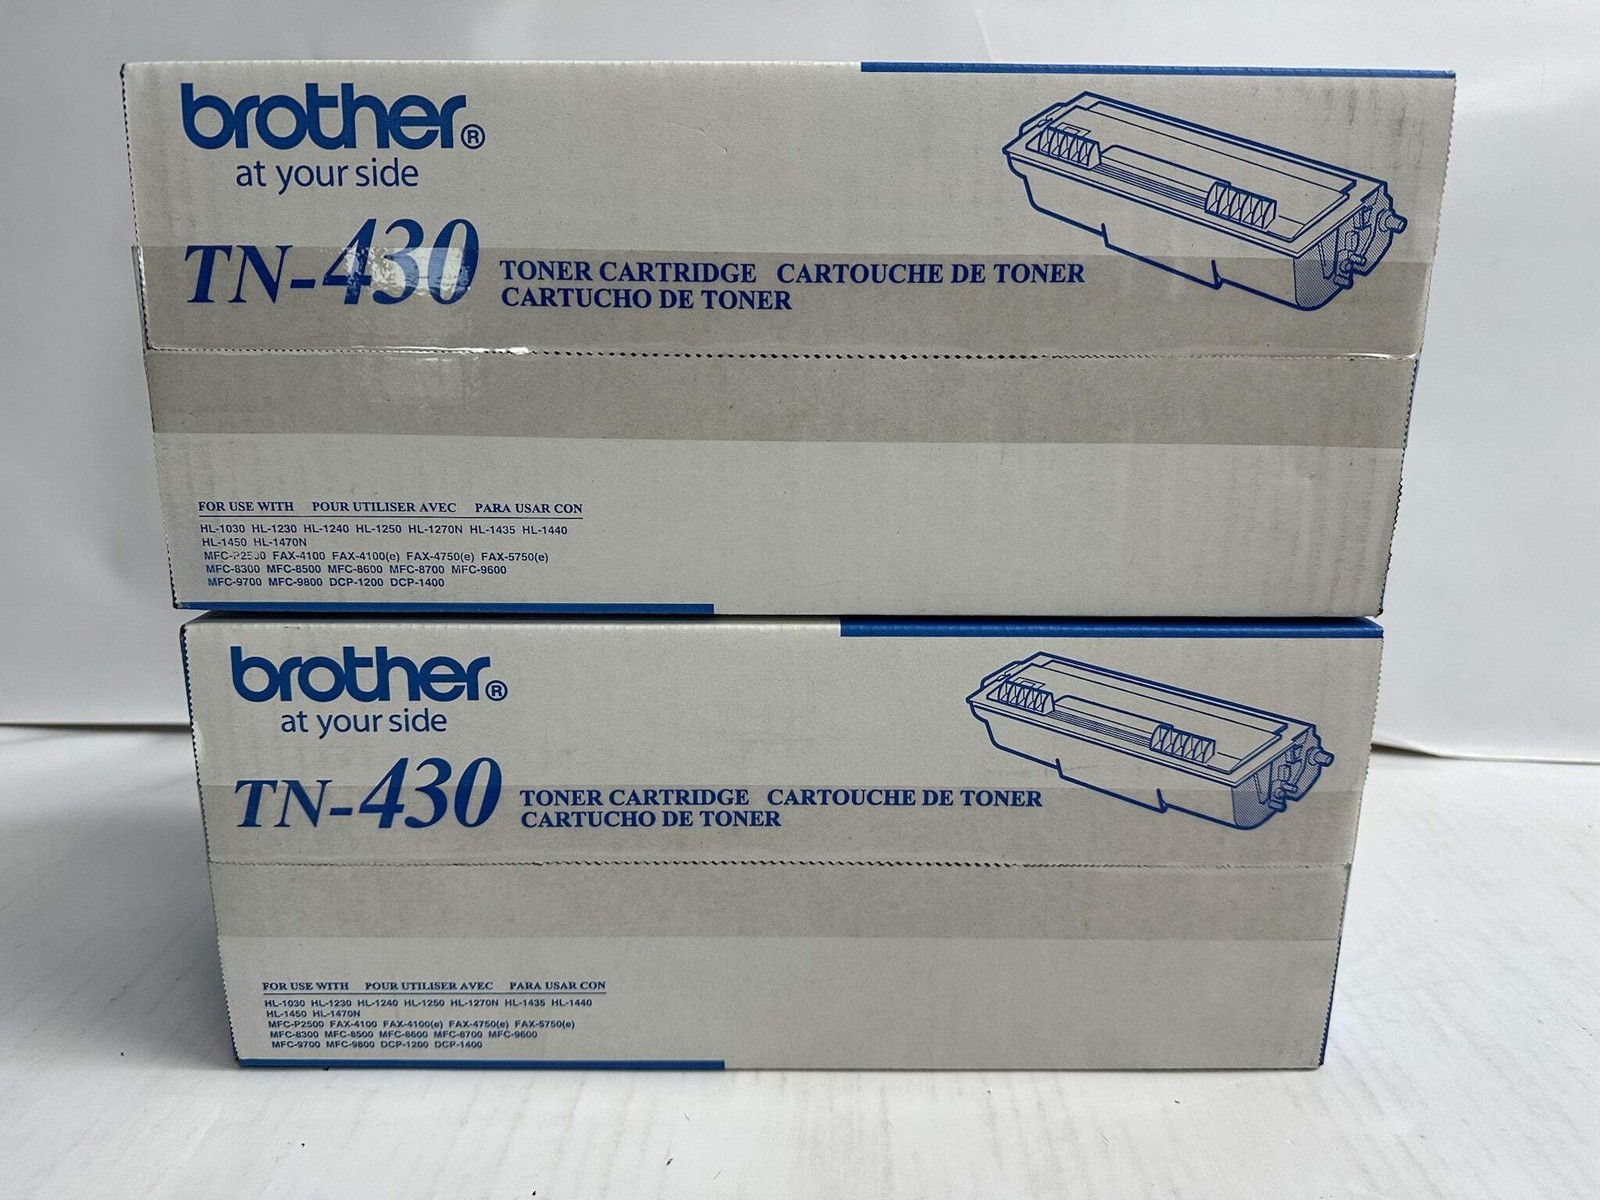 brother®
at your side
TN-430 TONER CARTRIDGE CARTOUCHE DE TONER
CARTUCHO DE TONER
FOR USE WITH POUR UTILISER AVEC PARA USAR CON
HL-1030 HL-1230 HL-1240 HL-1250 HL-1270N HL-1435 HL-1440
HL-1450 HL-1470N
MFC-P2500 FAX-4100 FAX-4100(e) FAX-4750(e) FAX-5750(e)
MFC-8300 MFC-8500 MFC-8600 MFC-8700 MFC-9600
MFC-9700 MFC-9800 DCP-1200 DCP-1400
brother®
at your side
TN-430 TONER CARTRIDGE CARTOUCHE DE TONER
CARTUCHO DE TONER
FOR USE WITH POUR UTILISER AVEC PARA USAR CON
HL-1030 HL-1230 HL-1240 HL-1250 HL-1270N HL-1435 HL-1440
HL-1450 HL-1470N
MFC-P2500 FAX-4100 FAX-4100(e) FAX-4750(e) FAX-5750(e)
MFC-8300 MFC-8500 MFC-8600 MFC-8700 MFC-9600
MFC-9700 MFC-9800 DCP-1200 DCP-1400